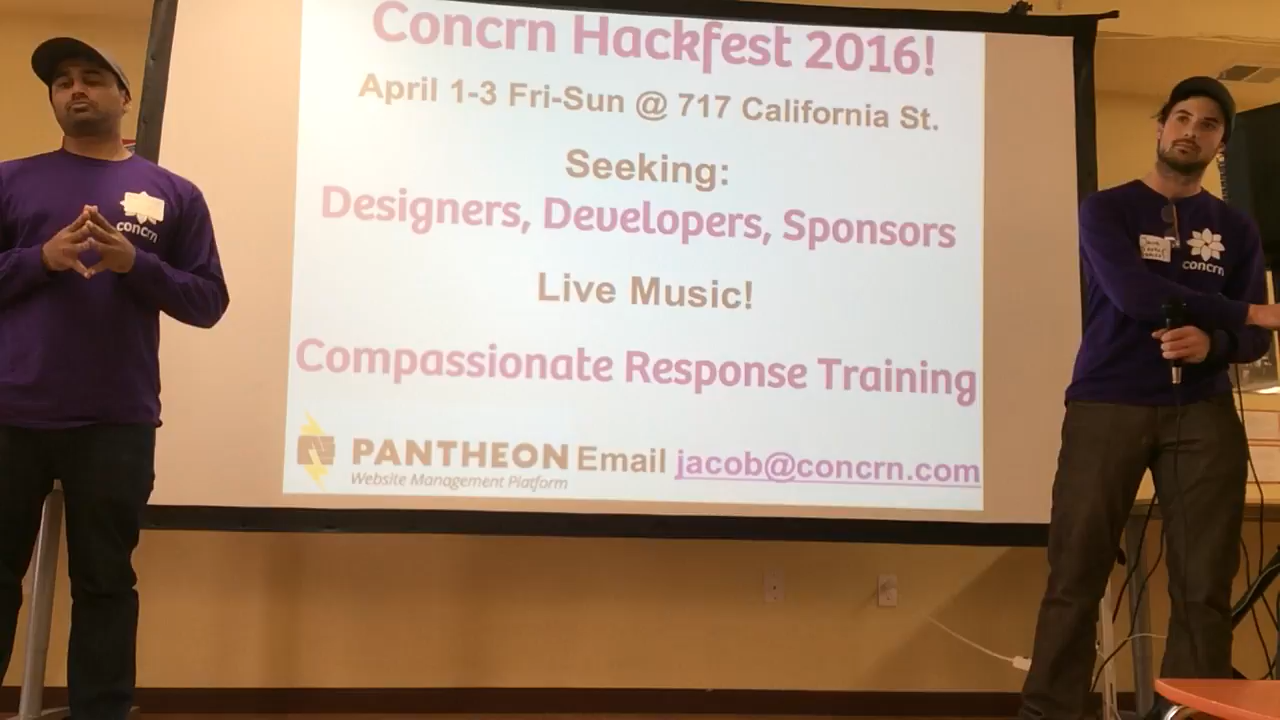 Concrn Hackfest 2016!
April 1-3 Fri-Sun @ 717 California St.
Seeking:
Designers, Developers, Sponsors
Live Music!
Compassionate Response Training
PANTHEON Email jacob@concrn.com
Website Management Platform
concrn
concrn